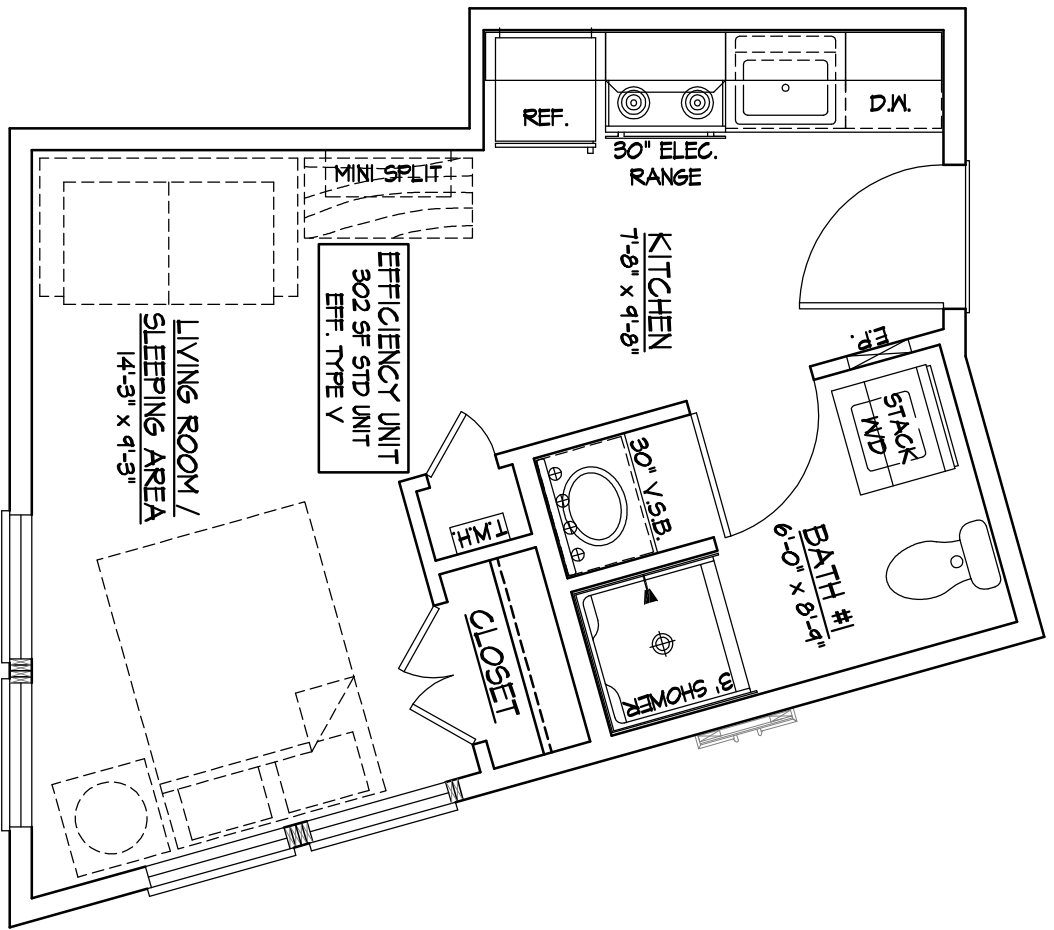 REF.
30" ELEC.
RANGE
D.W.
MINI SPLIT
KITCHEN
7'-8" x 9'-8"
E.P.
EFFICIENCY UNIT
302 SF STD UNIT
EFF. TYPE V
LIVING ROOM /
SLEEPING AREA
14'-3" x 9'-3"
STACK
WD
30" V.S.B.
T.W.H.
BATH #1
6'-0" x 8'-9"
CLOSET
3' SHOWER